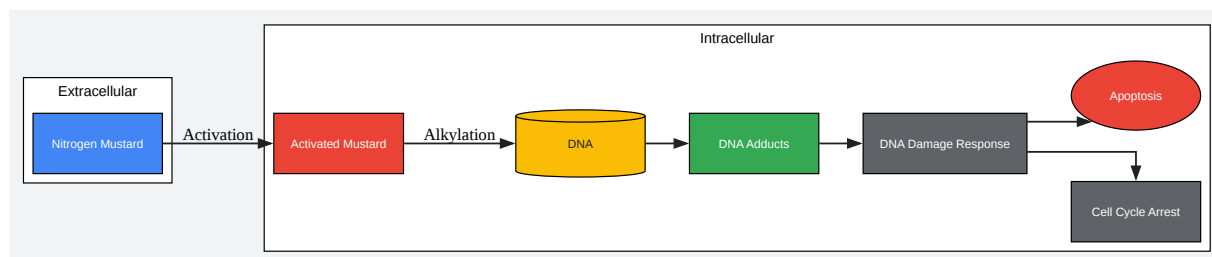 Intracellular
Extracellular
Nitrogen Mustard
Activation
Activated Mustard
Alkylation
DNA
DNA Adducts
DNA Damage Response
Apoptosis
Cell Cycle Arrest